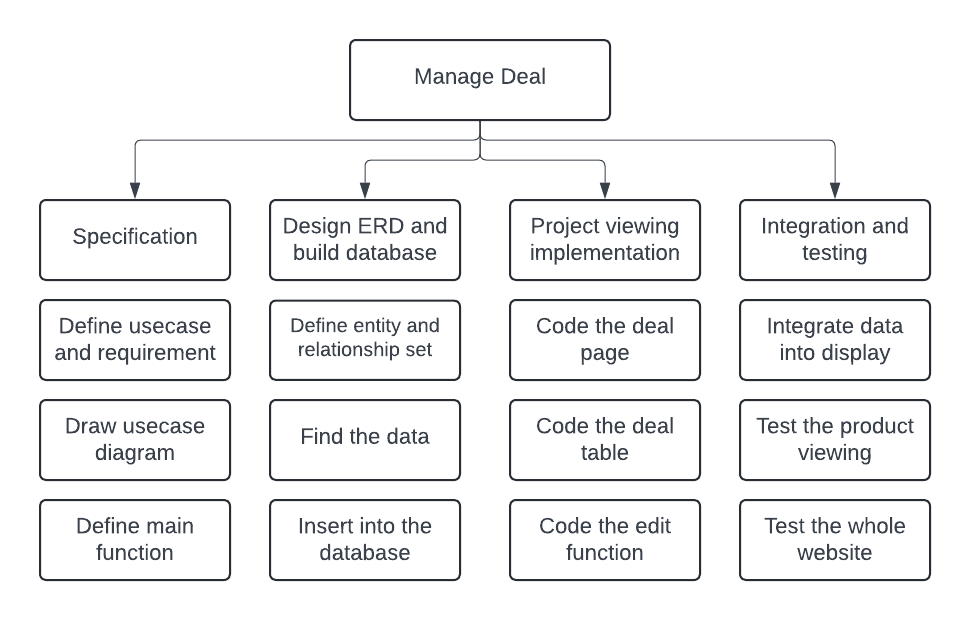 Manage Deal
Specification
Design ERD and
build database
Project viewing
implementation
Integration and
testing
Define usecase
and requirement
Define entity and
relationship set
Code the deal
page
Integrate data
into display
Draw usecase
diagram
Find the data
Code the deal
table
Test the product
viewing
Define main
function
Insert into the
database
Code the edit
function
Test the whole
website